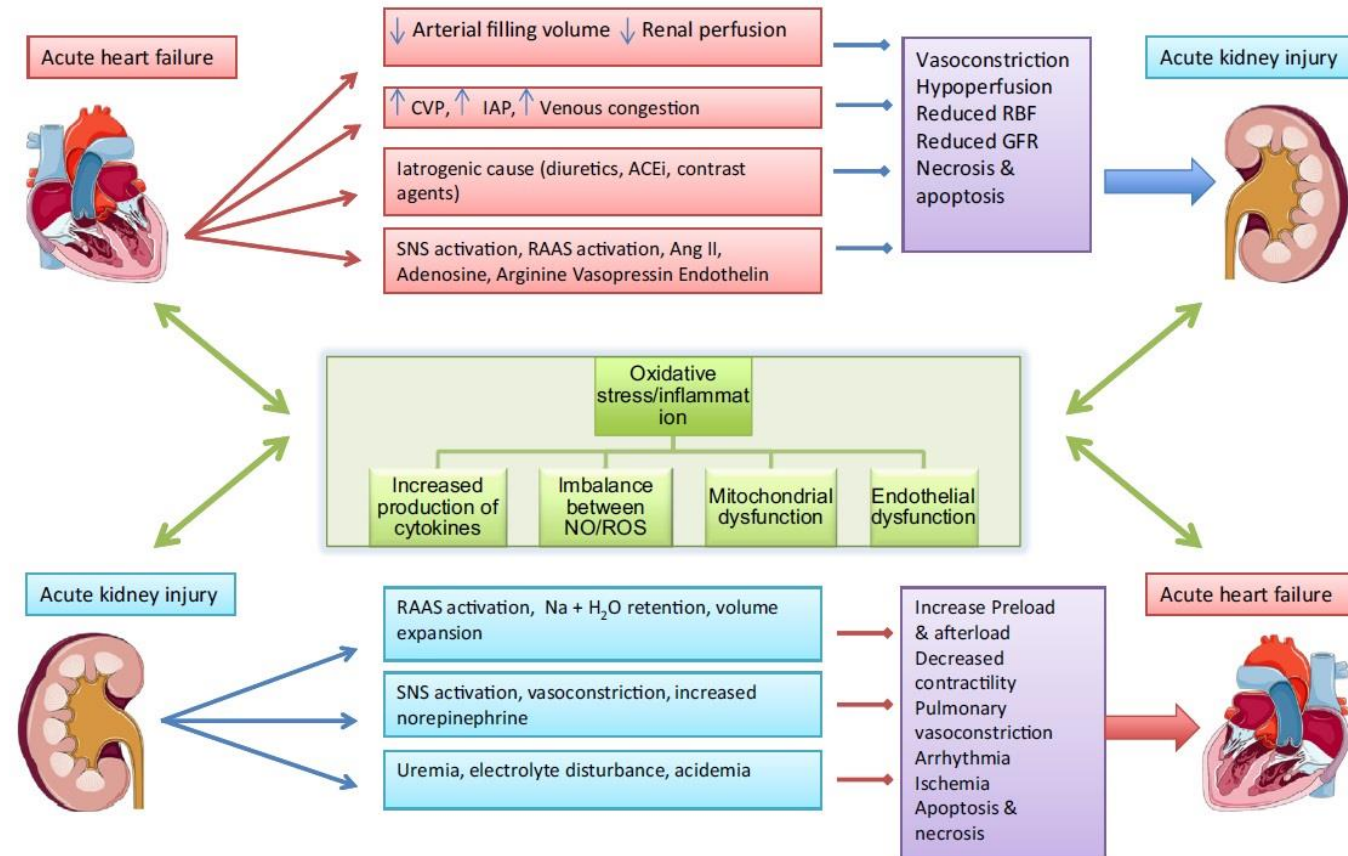 Acute heart failure
↓ Arterial filling volume ↓ Renal perfusion
↑ CVP, ↑ IAP, ↑ Venous congestion
Iatrogenic cause (diuretics, ACEi, contrast
agents)
SNS activation, RAAS activation, Ang II,
Adenosine, Arginine Vasopressin Endothelin
Vasoconstriction
Hypoperfusion
Reduced RBF
Reduced GFR
Necrosis &
apoptosis
Acute kidney injury
Oxidative
stress/inflammat
ion
Increased
production of
cytokines
Imbalance
between
NO/ROS
Mitochondrial
dysfunction
Endothelial
dysfunction
Acute kidney injury
RAAS activation, Na + H₂O retention, volume
expansion
SNS activation, vasoconstriction, increased
norepinephrine
Uremia, electrolyte disturbance, acidemia
Increase Preload
& afterload
Decreased
contractility
Pulmonary
vasoconstriction
Arrhythmia
Ischemia
Apoptosis &
necrosis
Acute heart failure